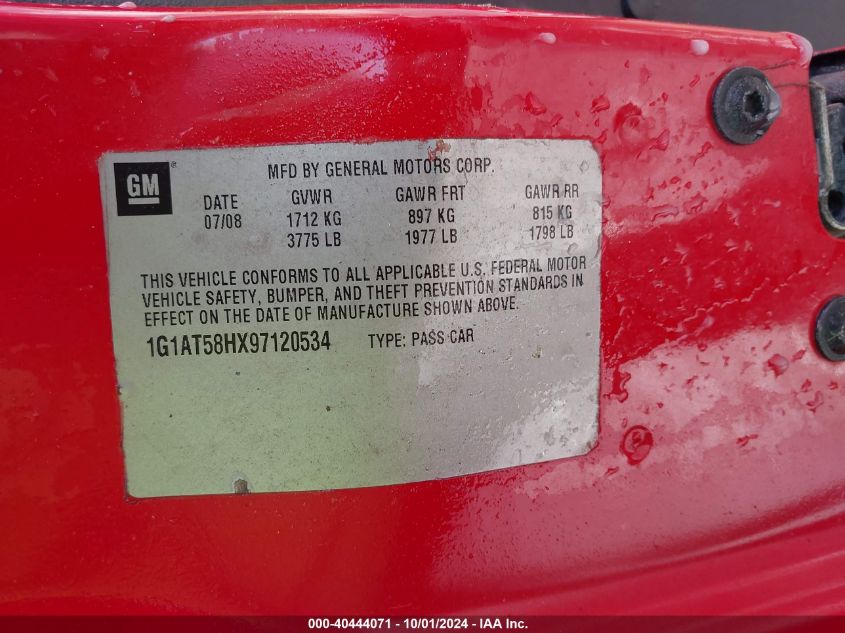 GM ®
MFD BY GENERAL MOTORS CORP.
DATE GVWR GAWR FRT GAWR RR
07/08 1712 KG 897 KG 815 KG
3775 LB 1977 LB 1798 LB
THIS VEHICLE CONFORMS TO ALL APPLICABLE U.S. FEDERAL MOTOR
VEHICLE SAFETY, BUMPER, AND THEFT PREVENTION STANDARDS IN
EFFECT ON THE DATE OF MANUFACTURE SHOWN ABOVE.
1G1AT58HX97120534 TYPE: PASS CAR
000-40444071 - 10/01/2024 - IAA Inc.